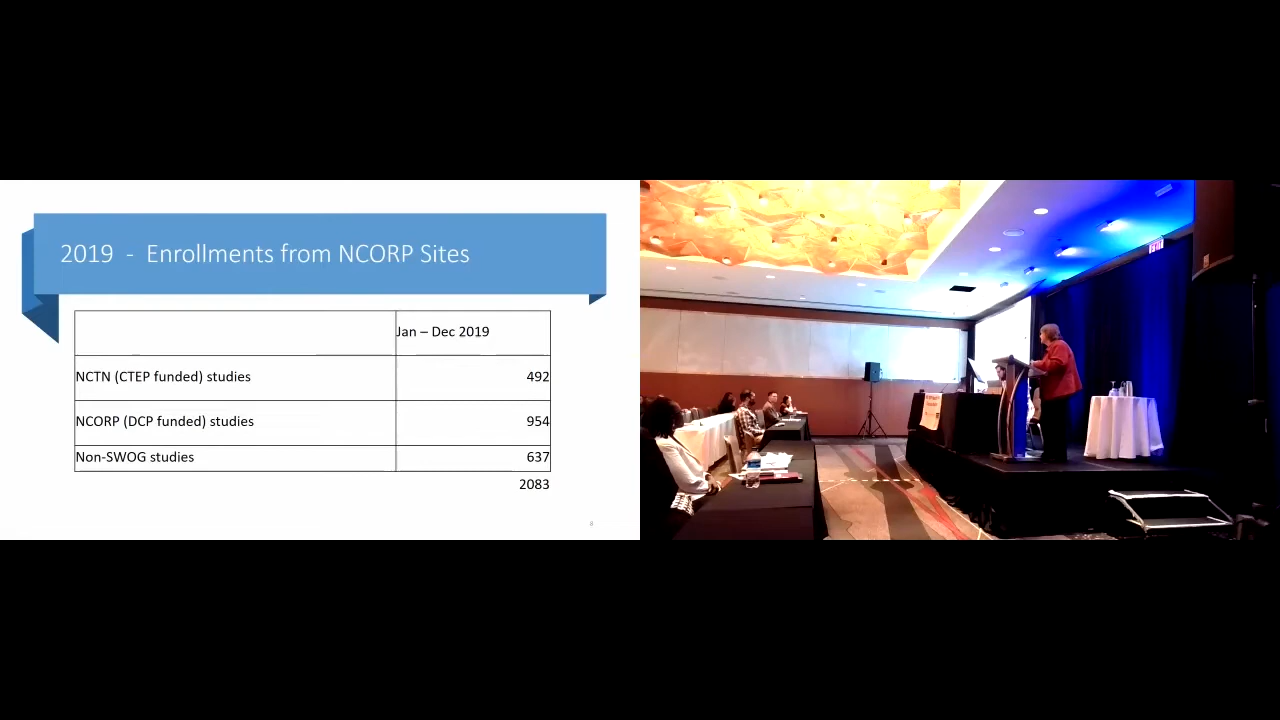 2019 - Enrollments from NCORP Sites
Jan – Dec 2019
NCTN (CTEP funded) studies 492
NCORP (DCP funded) studies 954
Non-SWOG studies 637
2083
8